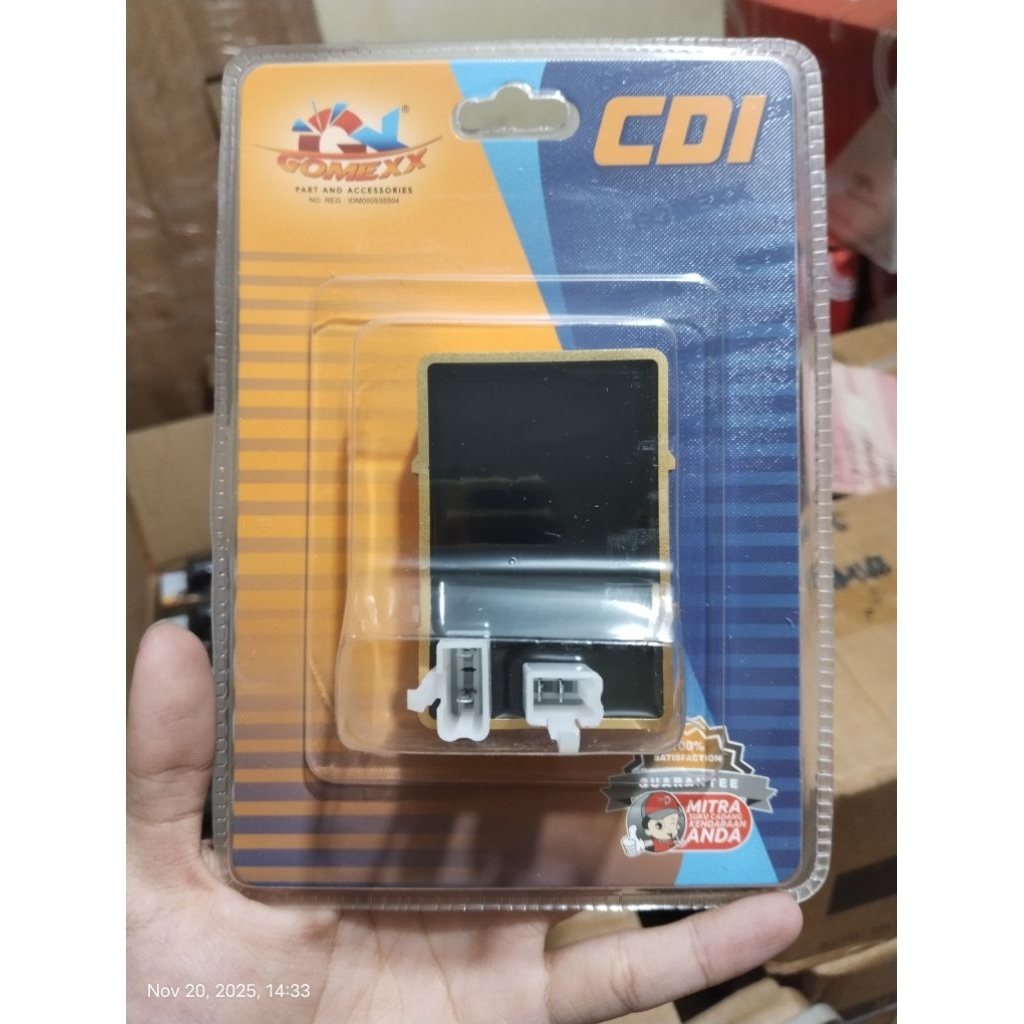 GOMEXX
®
PART AND ACCESSORIES
NO. REG : IDM000535504
CDI
100%
SATISFACTION
GUARANTEE
MITRA
SUKU CADANG
KENDARAAN
ANDA
Nov 20, 2025, 14:33